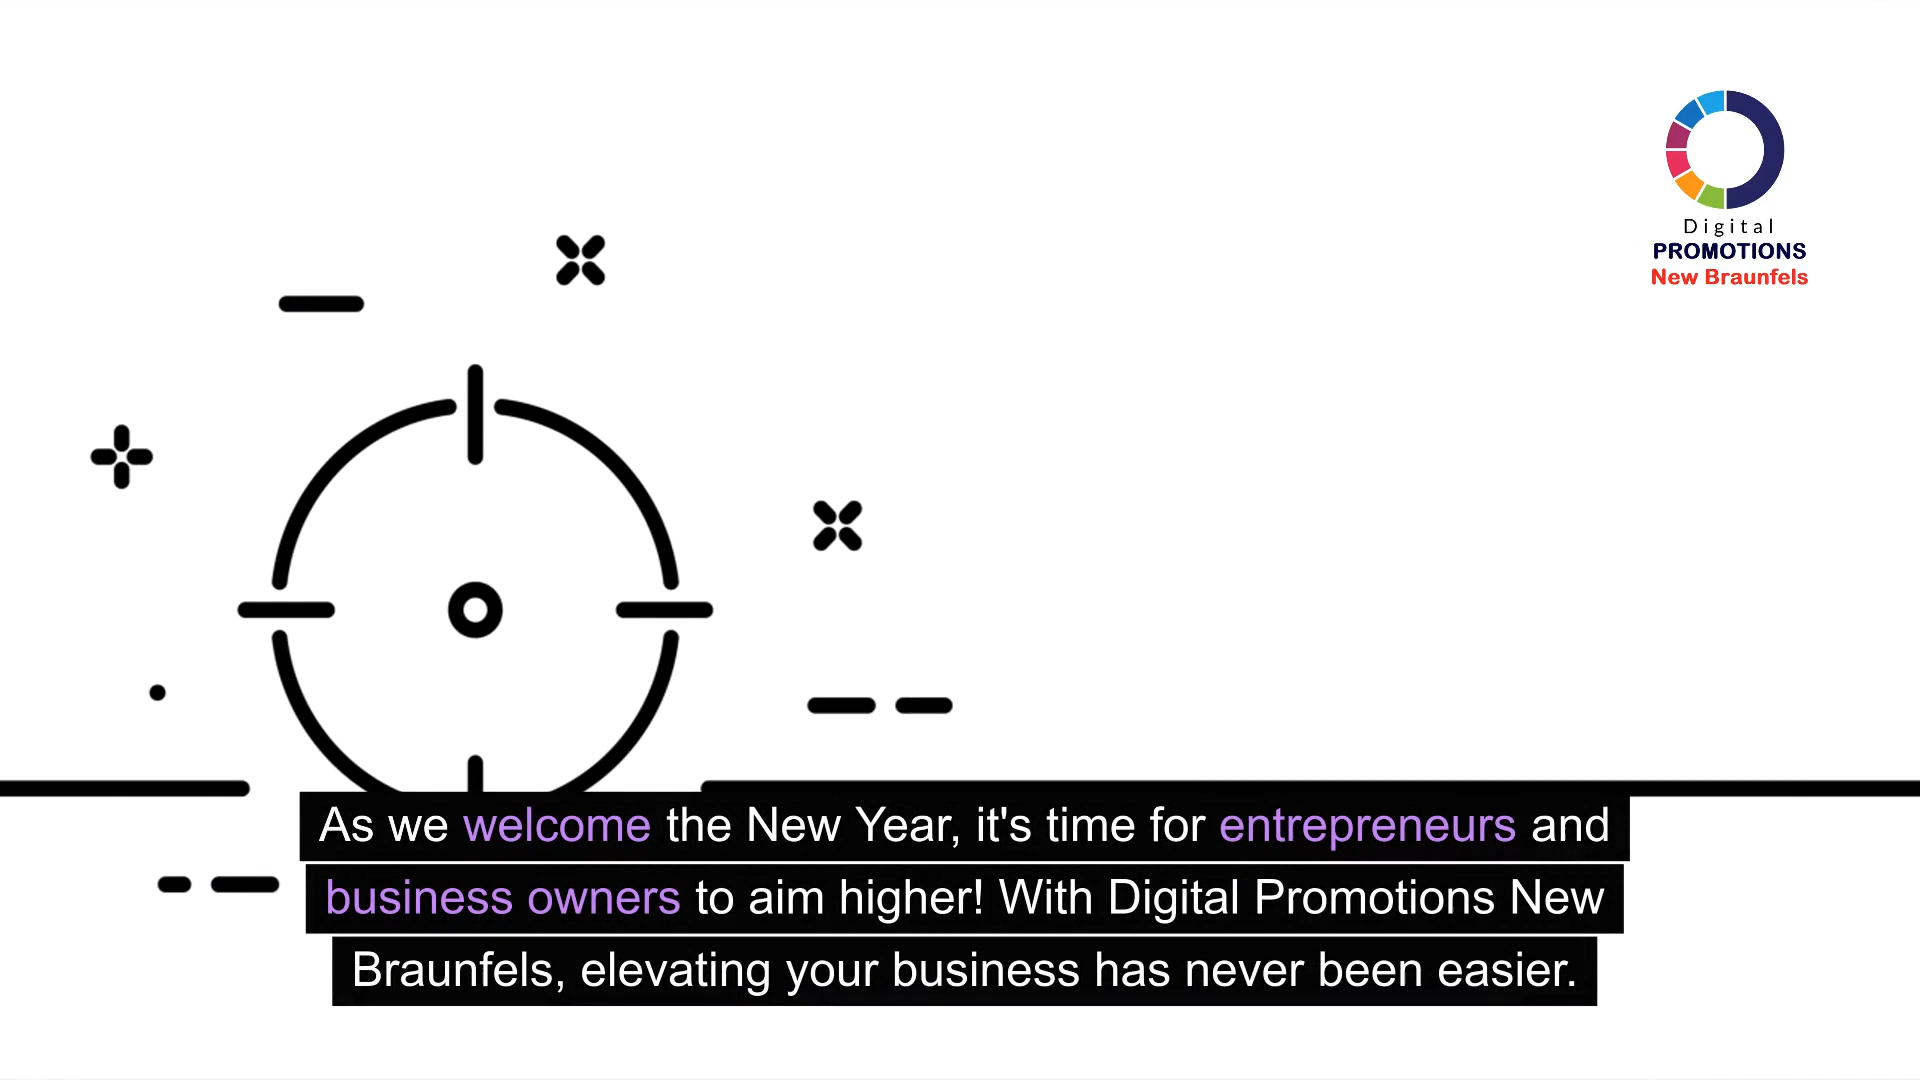 Digital
PROMOTIONS
New Braunfels
As we welcome the New Year, it's time for entrepreneurs and
business owners to aim higher! With Digital Promotions New
Braunfels, elevating your business has never been easier.